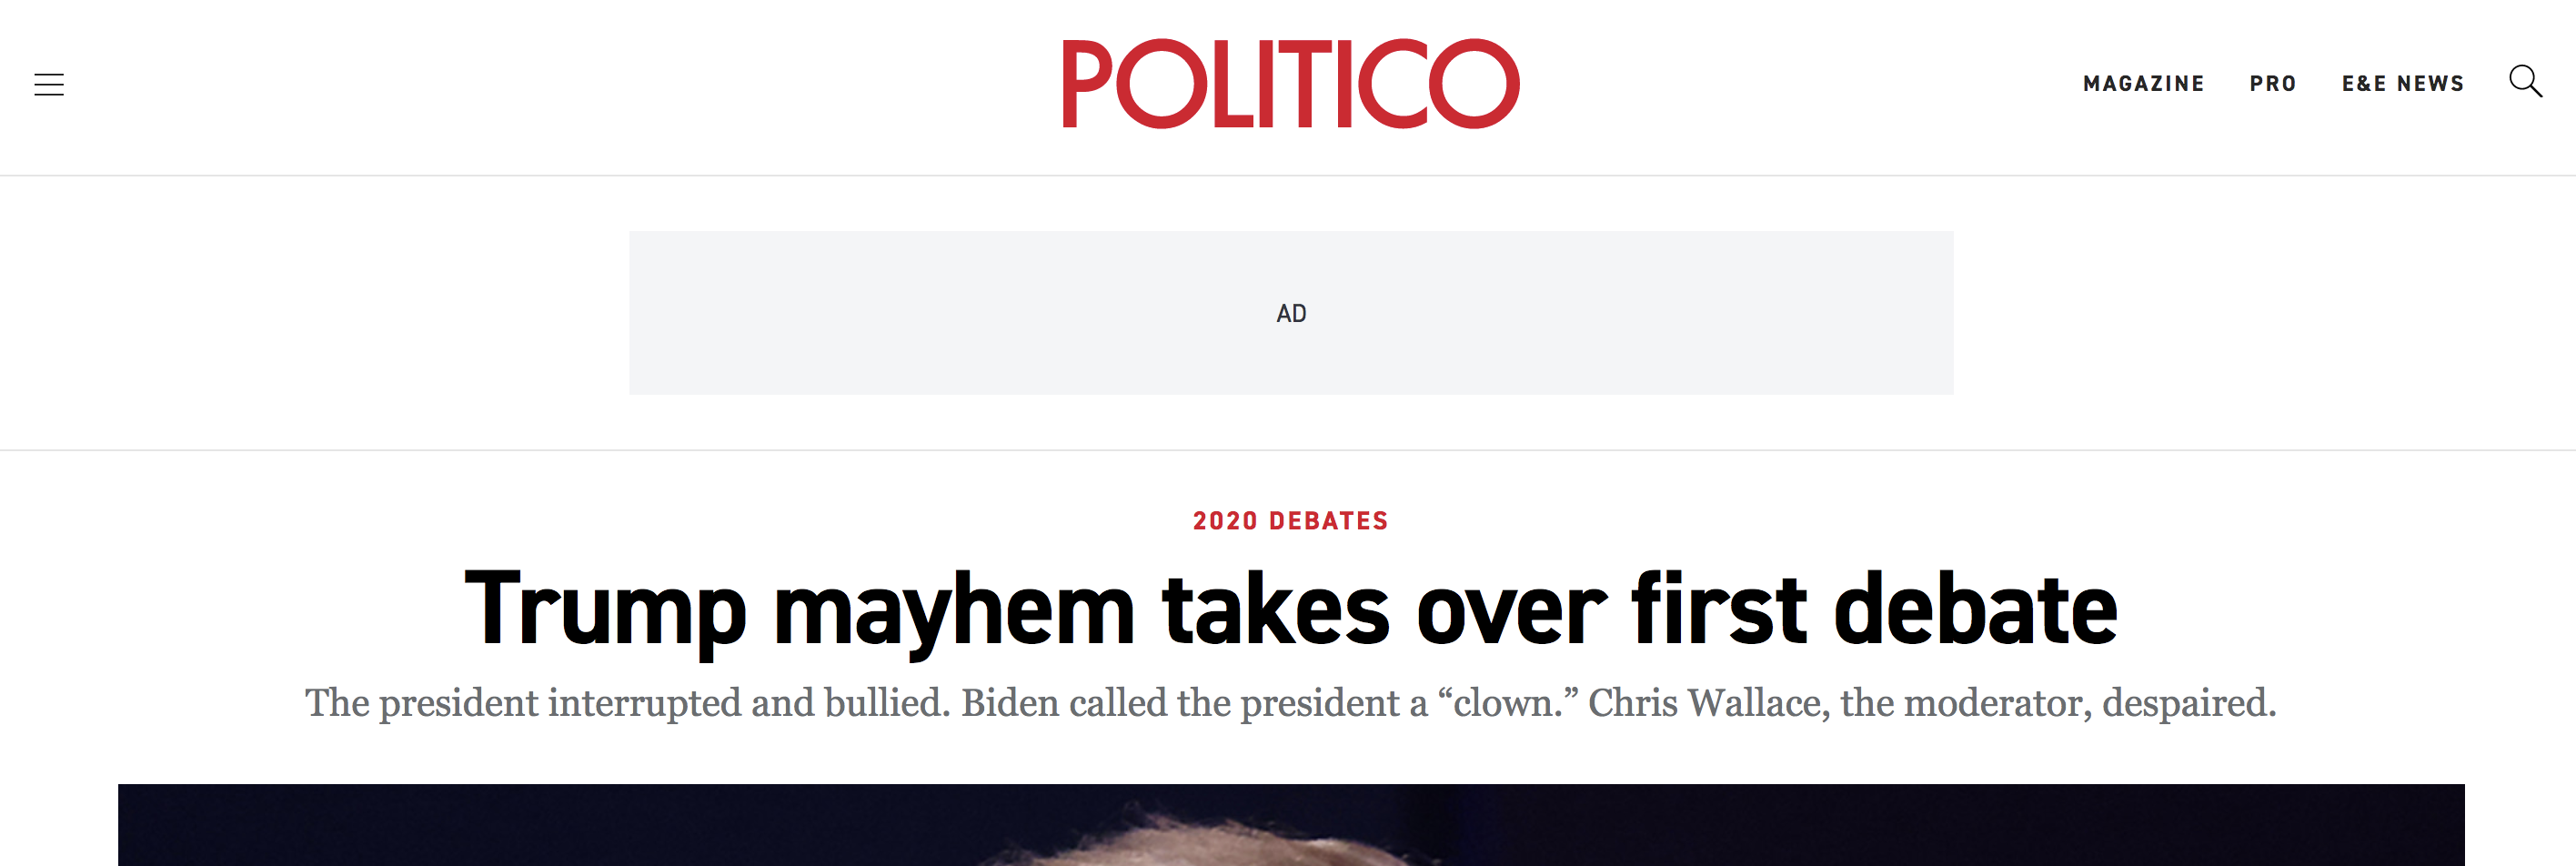 POLITICO
MAGAZINE PRO E&E NEWS
AD
2020 DEBATES
Trump mayhem takes over first debate
The president interrupted and bullied. Biden called the president a “clown.” Chris Wallace, the moderator, despaired.